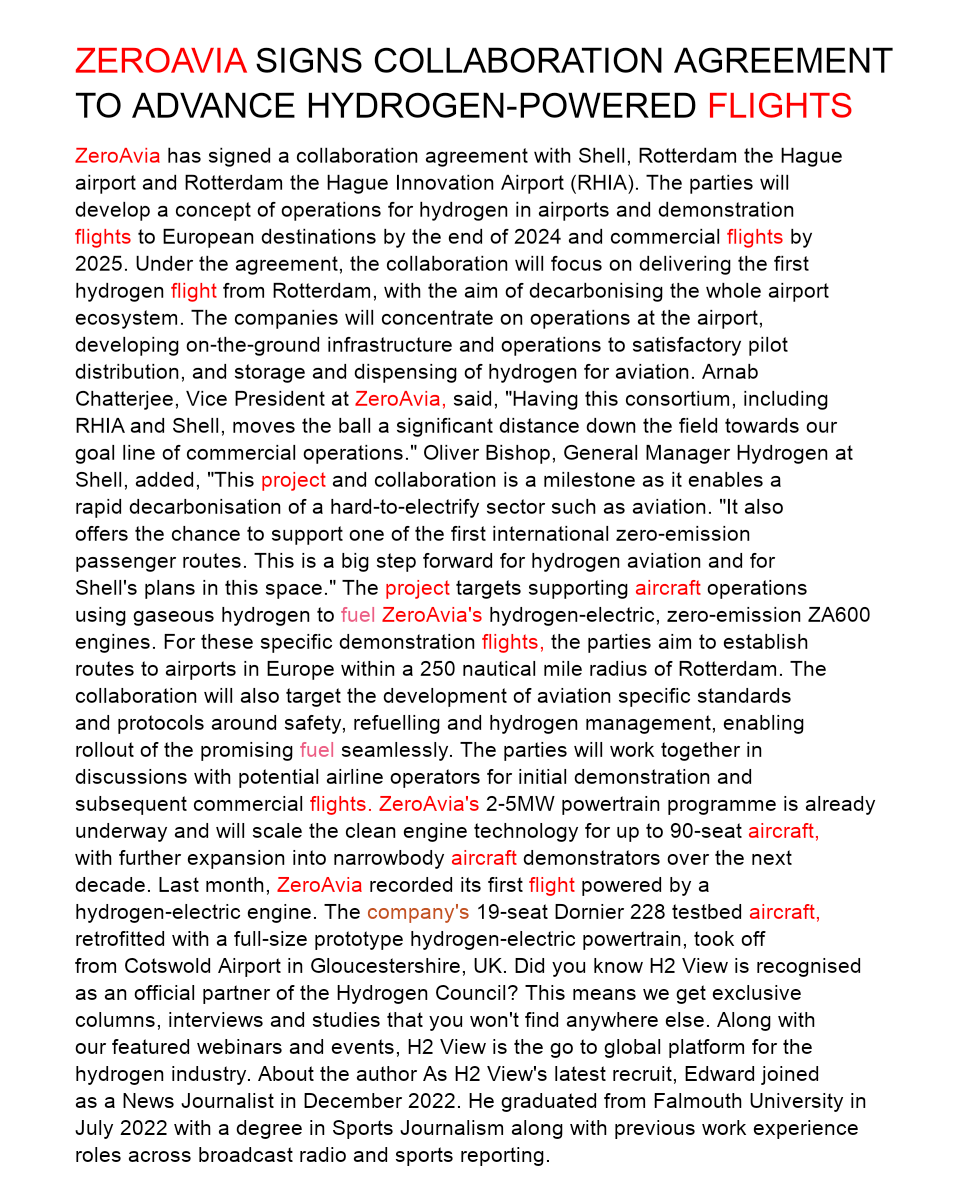 ZEROAVIA SIGNS COLLABORATION AGREEMENT
TO ADVANCE HYDROGEN-POWERED FLIGHTS
ZeroAvia has signed a collaboration agreement with Shell, Rotterdam the Hague
airport and Rotterdam the Hague Innovation Airport (RHIA). The parties will
develop a concept of operations for hydrogen in airports and demonstration
flights to European destinations by the end of 2024 and commercial flights by
2025. Under the agreement, the collaboration will focus on delivering the first
hydrogen flight from Rotterdam, with the aim of decarbonising the whole airport
ecosystem. The companies will concentrate on operations at the airport,
developing on-the-ground infrastructure and operations to satisfactory pilot
distribution, and storage and dispensing of hydrogen for aviation. Arnab
Chatterjee, Vice President at ZeroAvia, said, "Having this consortium, including
RHIA and Shell, moves the ball a significant distance down the field towards our
goal line of commercial operations." Oliver Bishop, General Manager Hydrogen at
Shell, added, "This project and collaboration is a milestone as it enables a
rapid decarbonisation of a hard-to-electrify sector such as aviation. "It also
offers the chance to support one of the first international zero-emission
passenger routes. This is a big step forward for hydrogen aviation and for
Shell's plans in this space." The project targets supporting aircraft operations
using gaseous hydrogen to fuel ZeroAvia's hydrogen-electric, zero-emission ZA600
engines. For these specific demonstration flights, the parties aim to establish
routes to airports in Europe within a 250 nautical mile radius of Rotterdam. The
collaboration will also target the development of aviation specific standards
and protocols around safety, refuelling and hydrogen management, enabling
rollout of the promising fuel seamlessly. The parties will work together in
discussions with potential airline operators for initial demonstration and
subsequent commercial flights. ZeroAvia's 2-5MW powertrain programme is already
underway and will scale the clean engine technology for up to 90-seat aircraft,
with further expansion into narrowbody aircraft demonstrators over the next
decade. Last month, ZeroAvia recorded its first flight powered by a
hydrogen-electric engine. The company's 19-seat Dornier 228 testbed aircraft,
retrofitted with a full-size prototype hydrogen-electric powertrain, took off
from Cotswold Airport in Gloucestershire, UK. Did you know H2 View is recognised
as an official partner of the Hydrogen Council? This means we get exclusive
columns, interviews and studies that you won't find anywhere else. Along with
our featured webinars and events, H2 View is the go to global platform for the
hydrogen industry. About the author As H2 View's latest recruit, Edward joined
as a News Journalist in December 2022. He graduated from Falmouth University in
July 2022 with a degree in Sports Journalism along with previous work experience
roles across broadcast radio and sports reporting.